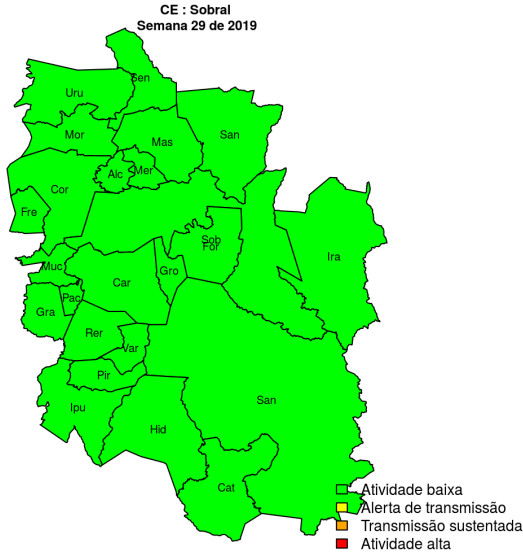 CE : Sobral
Semana 29 de 2019
Sen
Uru
Mor
Mas
San
Alc
Mer
Cor
Fre
Sob
For
Ira
Muc
Gro
Car
Pac
Gra
Rer
Var
Pir
San
Ipu
Hid
Cat
Atividade baixa
Alerta de transmissão
Transmissão sustentada
Atividade alta